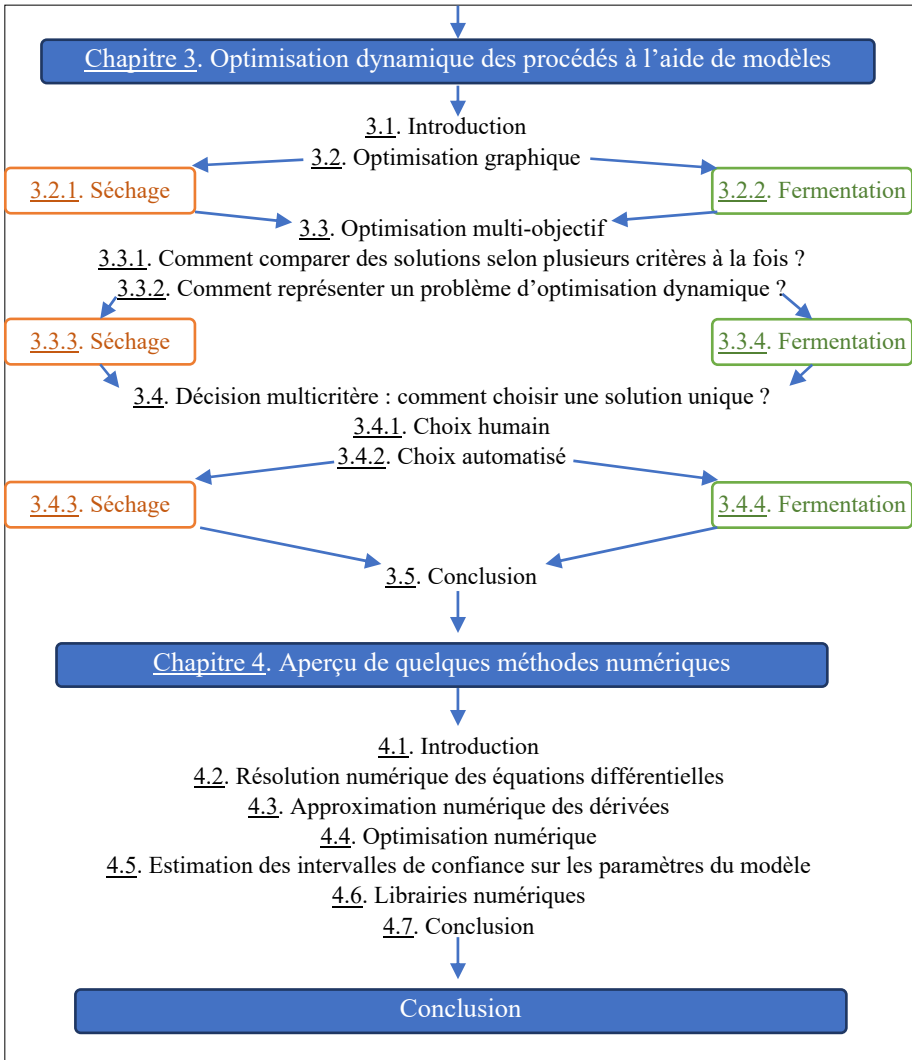 Chapitre 3. Optimisation dynamique des procédés à l’aide de modèles
3.1. Introduction
3.2. Optimisation graphique
3.2.1. Séchage
3.2.2. Fermentation
3.3. Optimisation multi-objectif
3.3.1. Comment comparer des solutions selon plusieurs critères à la fois ?
3.3.2. Comment représenter un problème d’optimisation dynamique ?
3.3.3. Séchage
3.3.4. Fermentation
3.4. Décision multicritère : comment choisir une solution unique ?
3.4.1. Choix humain
3.4.2. Choix automatisé
3.4.3. Séchage
3.4.4. Fermentation
3.5. Conclusion
Chapitre 4. Aperçu de quelques méthodes numériques
4.1. Introduction
4.2. Résolution numérique des équations différentielles
4.3. Approximation numérique des dérivées
4.4. Optimisation numérique
4.5. Estimation des intervalles de confiance sur les paramètres du modèle
4.6. Librairies numériques
4.7. Conclusion
Conclusion